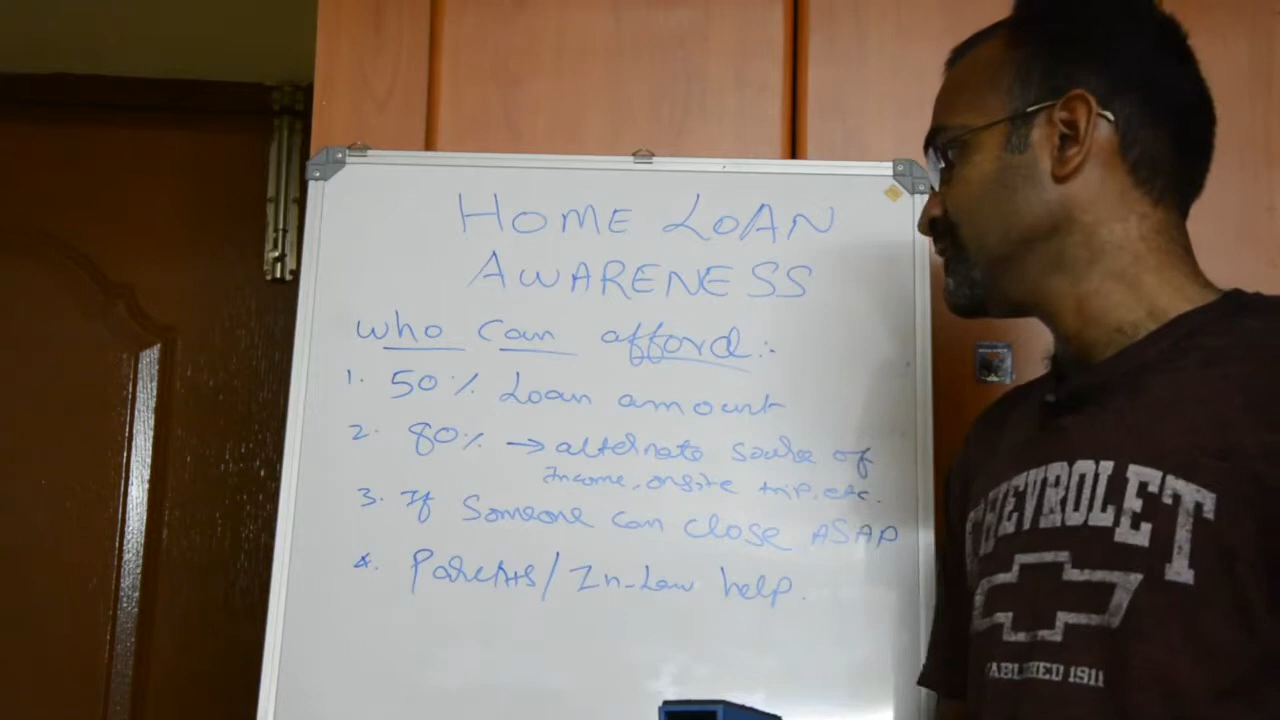 HOME LOAN
AWARENESS
who can afford:
1. 50% Loan amount
2. 80% → alternate source of
Income, onsite trip, etc.
3. If Someone can close ASAP
4. Parents/In-Law help.
CHEVROLET
ABLISHED 1911